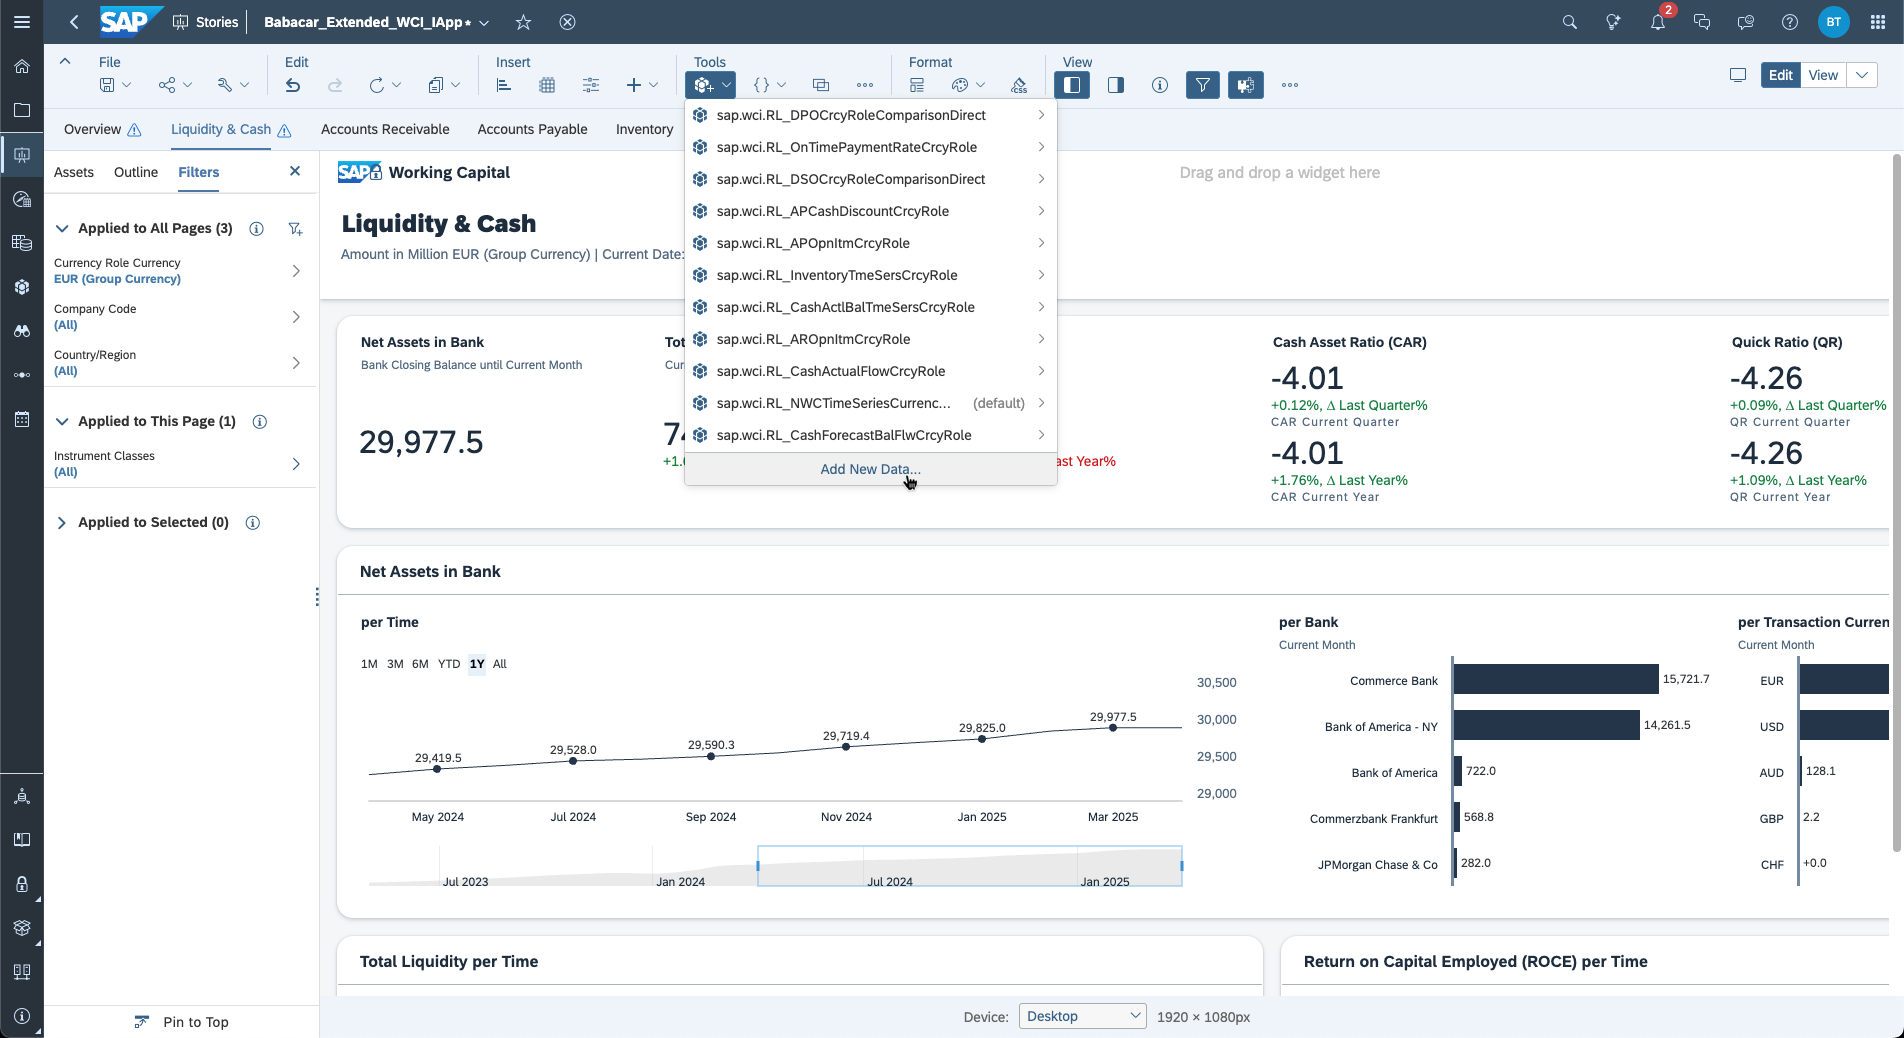 SAP Stories Babacar_Extended_WCI_IApp* 2 BT
File Edit Insert Tools Format View
Edit View
CSS
Overview Liquidity & Cash Accounts Receivable Accounts Payable Inventory
Assets Outline Filters
Applied to All Pages (3)
Currency Role Currency
EUR (Group Currency)
Company Code
(All)
Country/Region
(All)
Applied to This Page (1)
Instrument Classes
(All)
Applied to Selected (0)
Pin to Top
SAP Working Capital
Liquidity & Cash
Amount in Million EUR (Group Currency) | Current Date:
Drag and drop a widget here
sap.wci.RL_DPOCrcyRoleComparisonDirect
sap.wci.RL_OnTimePaymentRateCrcyRole
sap.wci.RL_DSOCrcyRoleComparisonDirect
sap.wci.RL_APCashDiscountCrcyRole
sap.wci.RL_APOpnItmCrcyRole
sap.wci.RL_InventoryTmeSersCrcyRole
sap.wci.RL_CashActlBalTmeSersCrcyRole
sap.wci.RL_AROpnItmCrcyRole
sap.wci.RL_CashActualFlowCrcyRole
sap.wci.RL_NWCTimeSeriesCurrenc... (default)
sap.wci.RL_CashForecastBalFlwCrcyRole
Add New Data...
Net Assets in Bank
Bank Closing Balance until Current Month
29,977.5
Tot
Cur
74
+1.0
ast Year%
Cash Asset Ratio (CAR)
-4.01
+0.12%, Δ Last Quarter%
CAR Current Quarter
-4.01
+1.76%, Δ Last Year%
CAR Current Year
Quick Ratio (QR)
-4.26
+0.09%, Δ Last Quarter%
QR Current Quarter
-4.26
+1.09%, Δ Last Year%
QR Current Year
Net Assets in Bank
per Time
1M 3M 6M YTD 1Y All
30,500
30,000
29,500
29,000
29,419.5
29,528.0
29,590.3
29,719.4
29,825.0
29,977.5
May 2024 Jul 2024 Sep 2024 Nov 2024 Jan 2025 Mar 2025
Jul 2023 Jan 2024 Jul 2024 Jan 2025
per Bank
Current Month
Commerce Bank 15,721.7
Bank of America - NY 14,261.5
Bank of America 722.0
Commerzbank Frankfurt 568.8
JPMorgan Chase & Co 282.0
per Transaction Curren
Current Month
EUR
USD
AUD 128.1
GBP 2.2
CHF +0.0
Total Liquidity per Time
Return on Capital Employed (ROCE) per Time
Device: Desktop 1920 × 1080px